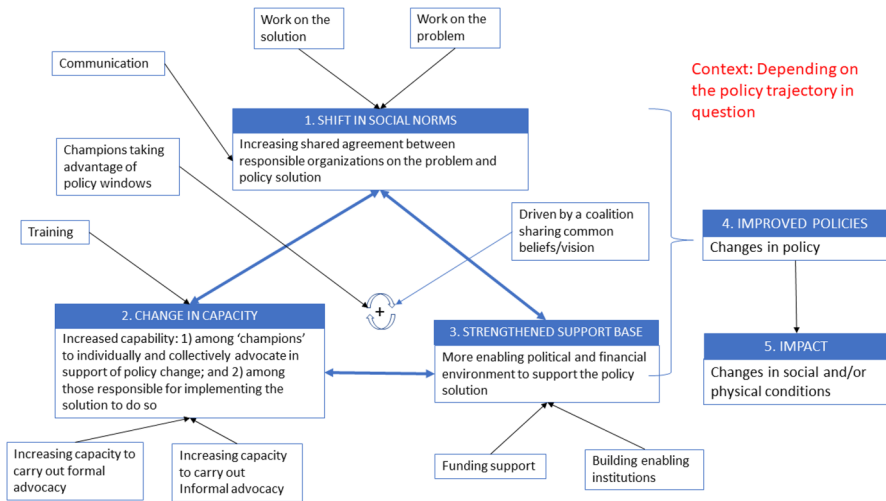 Work on the
solution
Work on the
problem
Communication
Context: Depending on
the policy trajectory in
question
1. SHIFT IN SOCIAL NORMS
Increasing shared agreement between
responsible organizations on the problem and
policy solution
Champions taking
advantage of
policy windows
Driven by a coalition
sharing common
beliefs/vision
Training
+
4. IMPROVED POLICIES
Changes in policy
2. CHANGE IN CAPACITY
Increased capability: 1) among ‘champions’
to individually and collectively advocate in
support of policy change; and 2) among
those responsible for implementing the
solution to do so
3. STRENGTHENED SUPPORT BASE
More enabling political and financial
environment to support the policy
solution
5. IMPACT
Changes in social and/or
physical conditions
Increasing capacity to
carry out formal
advocacy
Increasing capacity
to carry out
Informal advocacy
Funding support
Building enabling
institutions